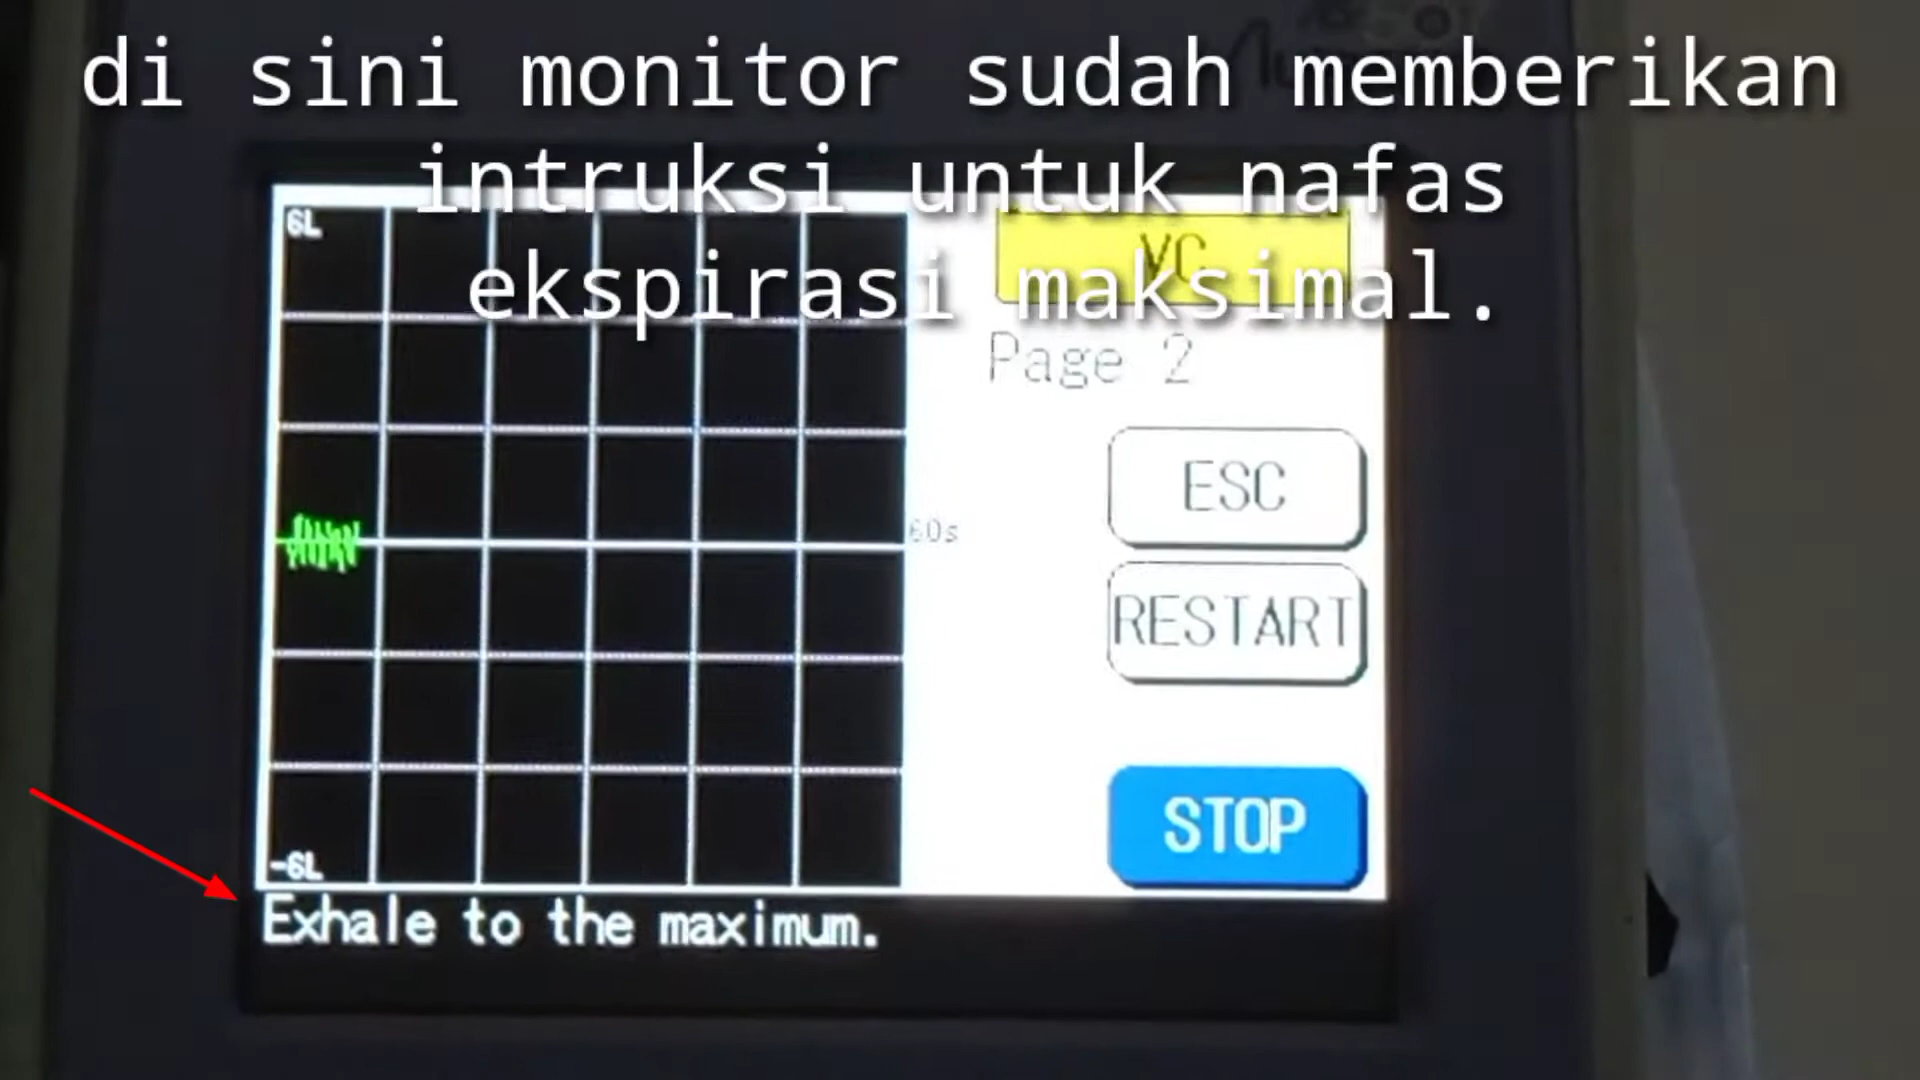 di sini monitor sudah memberikan
intruksi untuk nafas
ekspirasi maksimal.
6L
VC
Page 2
ESC
60s
RESTART
STOP
-6L
Exhale to the maximum.